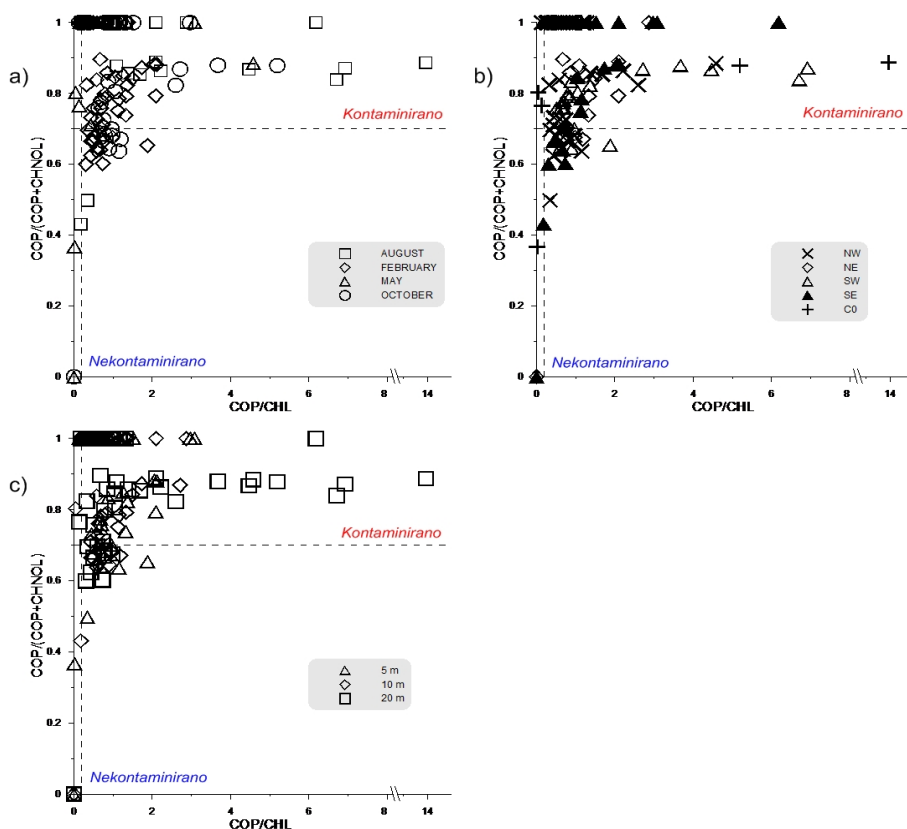 a)
1
0.8
0.6
0.4
0.2
0
COP/(COP+CHNOL)
Kontaminirano
Nekontaminirano
AUGUST
FEBRUARY
MAY
OCTOBER
0 2 4 6 8 14
COP/CHL
b)
1
0.8
0.6
0.4
0.2
0
COP/(COP+CHNOL)
Kontaminirano
Nekontaminirano
NW
NE
SW
SE
C0
0 2 4 6 8 14
COP/CHL
c)
1
0.8
0.6
0.4
0.2
0
COP/(COP+CHNOL)
Kontaminirano
Nekontaminirano
5 m
10 m
20 m
0 2 4 6 8 14
COP/CHL